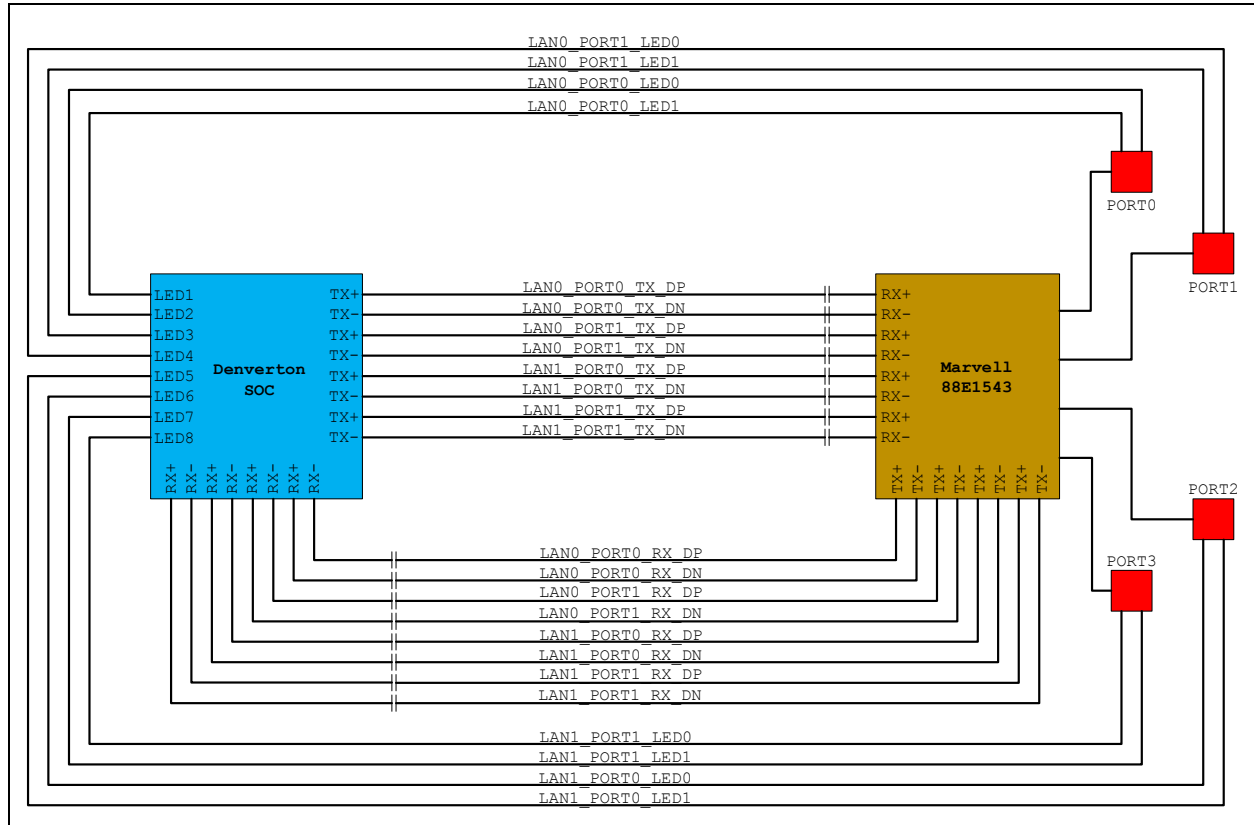 LAN0_PORT1_LED0
LAN0_PORT1_LED1
LAN0_PORT0_LED0
LAN0_PORT0_LED1
PORT0
PORT1
LED1 TX+ LAN0_PORT0_TX_DP RX+
LED2 TX- LAN0_PORT0_TX_DN RX-
LED3 TX+ LAN0_PORT1_TX_DP RX+
LED4 TX- LAN0_PORT1_TX_DN RX-
Denverton
SOC
Marvell
88E1543
LED5 TX+ LAN1_PORT0_TX_DP RX+
LED6 TX- LAN1_PORT0_TX_DN RX-
LED7 TX+ LAN1_PORT1_TX_DP RX+
LED8 TX- LAN1_PORT1_TX_DN RX-
RX+ RX- RX+ RX- RX+ RX- RX+ RX-
TX+ TX- TX+ TX- TX+ TX- TX+ TX-
PORT2
PORT3
LAN0_PORT0_RX_DP
LAN0_PORT0_RX_DN
LAN0_PORT1_RX_DP
LAN0_PORT1_RX_DN
LAN1_PORT0_RX_DP
LAN1_PORT0_RX_DN
LAN1_PORT1_RX_DP
LAN1_PORT1_RX_DN
LAN1_PORT1_LED0
LAN1_PORT1_LED1
LAN1_PORT0_LED0
LAN1_PORT0_LED1